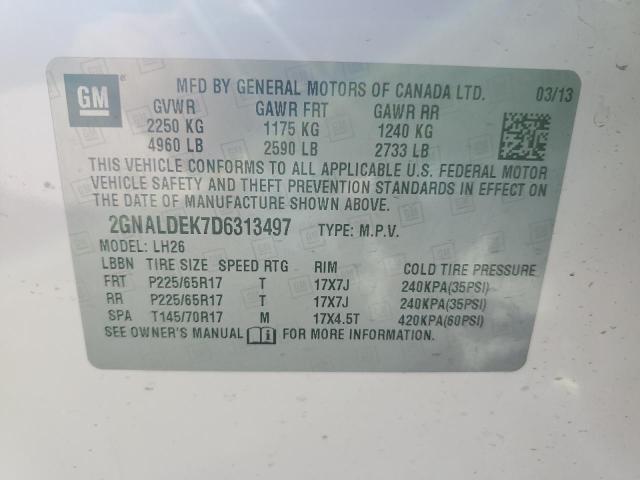 GM
MFD BY GENERAL MOTORS OF CANADA LTD. 03/13
GVWR GAWR FRT GAWR RR
2250 KG 1175 KG 1240 KG
4960 LB 2590 LB 2733 LB
THIS VEHICLE CONFORMS TO ALL APPLICABLE U.S. FEDERAL MOTOR
VEHICLE SAFETY AND THEFT PREVENTION STANDARDS IN EFFECT ON
THE DATE OF MANUFACTURE SHOWN ABOVE.
2GNALDEK7D6313497 TYPE: M.P.V.
MODEL: LH26
LBBN TIRE SIZE SPEED RTG RIM COLD TIRE PRESSURE
FRT P225/65R17 T 17X7J 240KPA(35PSI)
RR P225/65R17 T 17X7J 240KPA(35PSI)
SPA T145/70R17 M 17X4.5T 420KPA(60PSI)
SEE OWNER'S MANUAL FOR MORE INFORMATION.